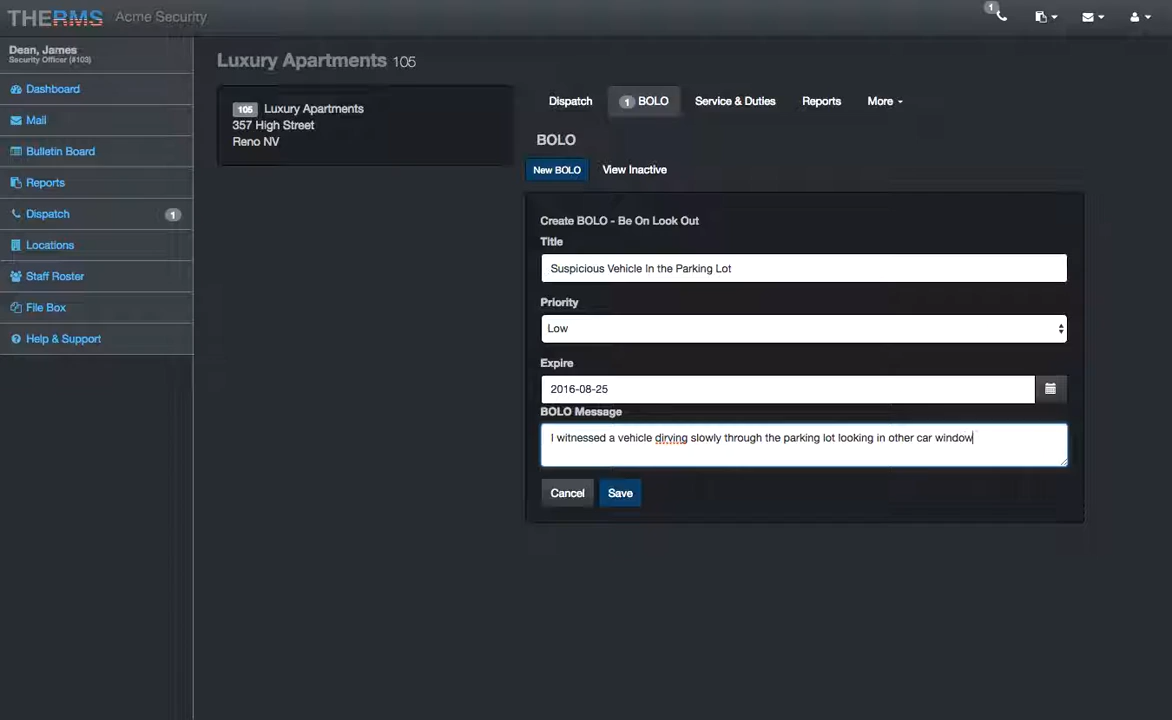 THERMS Acme Security
1
Dean, James
Security Officer (#103)
Dashboard
Mail
Bulletin Board
Reports
Dispatch 1
Locations
Staff Roster
File Box
Help & Support
Luxury Apartments 105
105 Luxury Apartments
357 High Street
Reno NV
Dispatch 1 BOLO Service & Duties Reports More
BOLO
New BOLO View Inactive
Create BOLO - Be On Look Out
Title
Suspicious Vehicle In the Parking Lot
Priority
Low
Expire
2016-08-25
BOLO Message
I witnessed a vehicle dirving slowly through the parking lot looking in other car window
Cancel Save